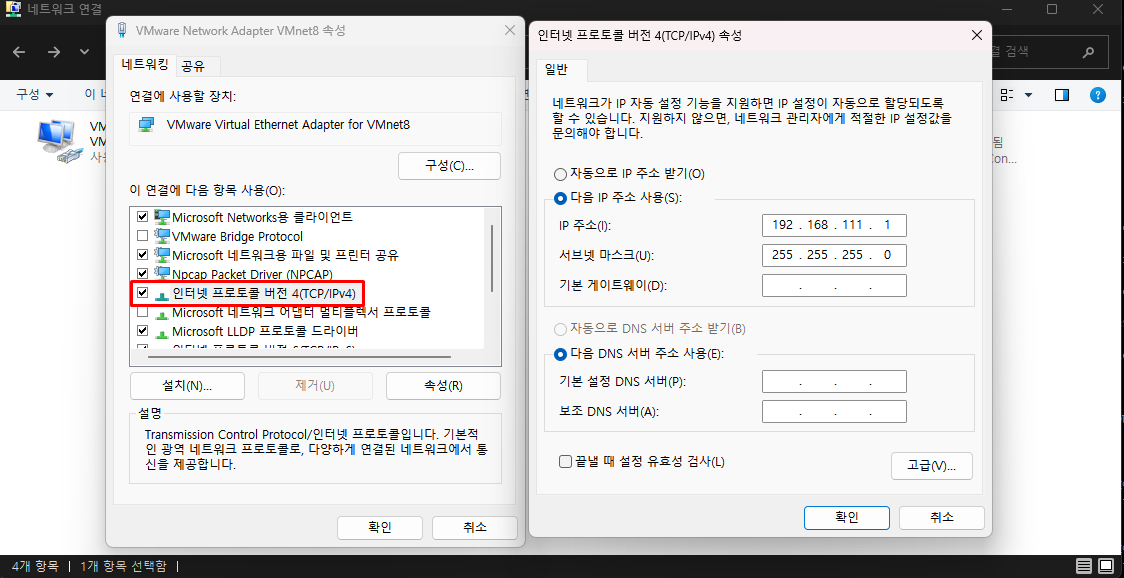 네트워크 연결
구성
이 네
결 검색
VM
VM
사용
됨
Con...
VMware Network Adapter VMnet8 속성
네트워킹
공유
연결에 사용할 장치:
VMware Virtual Ethernet Adapter for VMnet8
구성(C)...
이 연결에 다음 항목 사용(O):
Microsoft Networks용 클라이언트
VMware Bridge Protocol
Microsoft 네트워크용 파일 및 프린터 공유
Npcap Packet Driver (NPCAP)
인터넷 프로토콜 버전 4(TCP/IPv4)
Microsoft 네트워크 어댑터 멀티플렉서 프로토콜
Microsoft LLDP 프로토콜 드라이버
설치(N)...
제거(U)
속성(R)
설명
Transmission Control Protocol/인터넷 프로토콜입니다. 기본적
인 광역 네트워크 프로토콜로, 다양하게 연결된 네트워크에서 통
신을 제공합니다.
확인
취소
인터넷 프로토콜 버전 4(TCP/IPv4) 속성
일반
네트워크가 IP 자동 설정 기능을 지원하면 IP 설정이 자동으로 할당되도록
할 수 있습니다. 지원하지 않으면, 네트워크 관리자에게 적절한 IP 설정값을
문의해야 합니다.
자동으로 IP 주소 받기(O)
다음 IP 주소 사용(S):
IP 주소(I):
192 . 168 . 111 . 1
서브넷 마스크(U):
255 . 255 . 255 . 0
기본 게이트웨이(D):
. . .
자동으로 DNS 서버 주소 받기(B)
다음 DNS 서버 주소 사용(E):
기본 설정 DNS 서버(P):
. . .
보조 DNS 서버(A):
. . .
끝낼 때 설정 유효성 검사(L)
고급(V)...
확인
취소
4개 항목 | 1개 항목 선택함 |